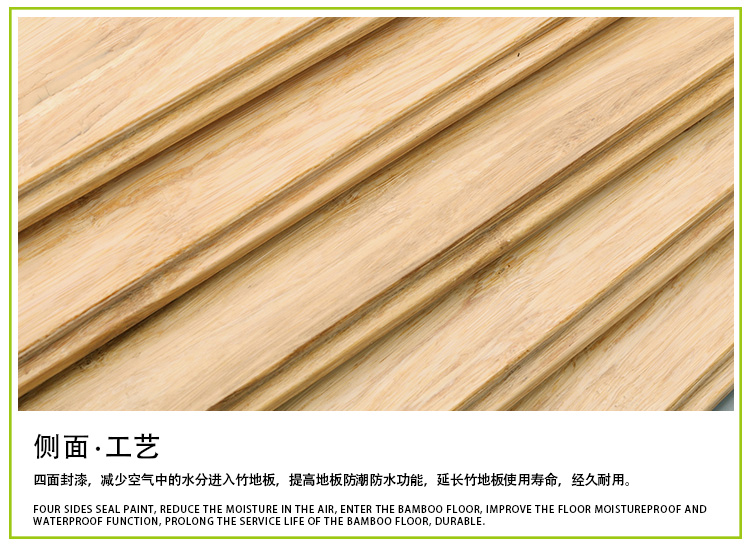 侧面·工艺
四面封漆，减少空气中的水分进入竹地板，提高地板防潮防水功能，延长竹地板使用寿命，经久耐用。
FOUR SIDES SEAL PAINT, REDUCE THE MOISTURE IN THE AIR, ENTER THE BAMBOO FLOOR, IMPROVE THE FLOOR MOISTUREPROOF AND
WATERPROOF FUNCTION, PROLONG THE SERVICE LIFE OF THE BAMBOO FLOOR, DURABLE.